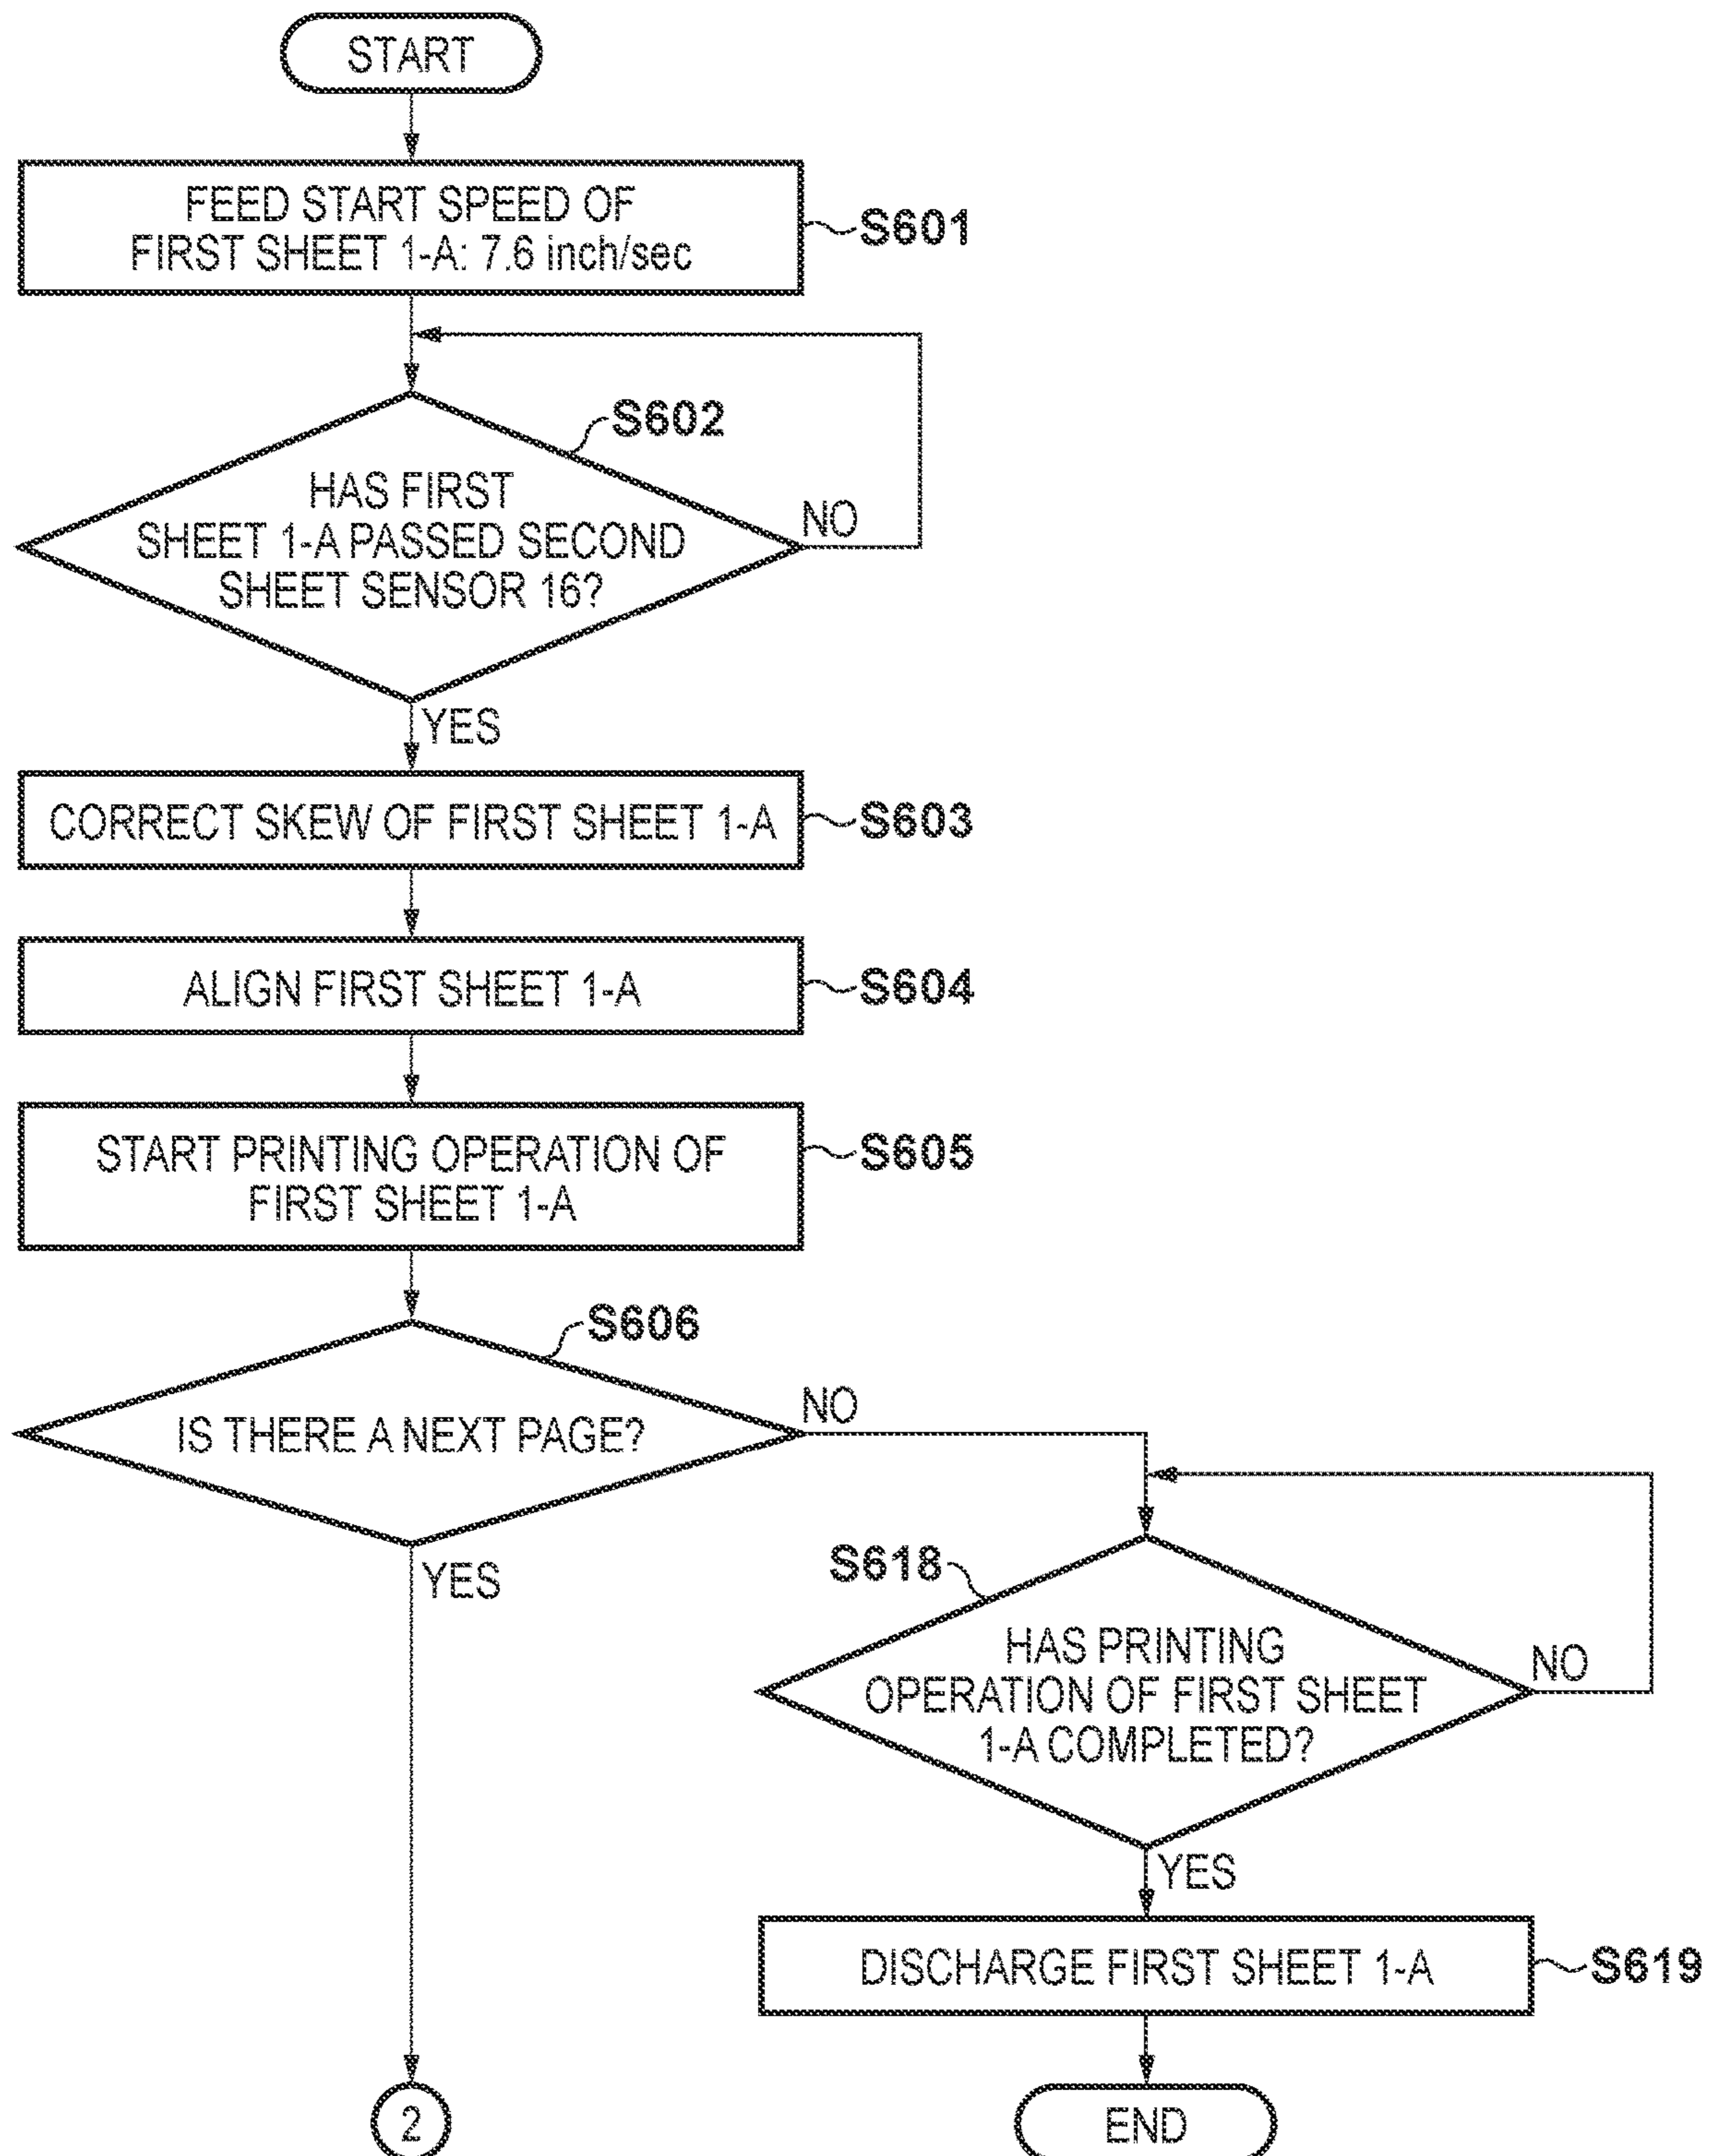 START
FEED START SPEED OF
FIRST SHEET 1-A: 7.6 inch/sec
S601
S602
HAS FIRST
SHEET 1-A PASSED SECOND
SHEET SENSOR 16?
NO
YES
CORRECT SKEW OF FIRST SHEET 1-A
S603
ALIGN FIRST SHEET 1-A
S604
START PRINTING OPERATION OF
FIRST SHEET 1-A
S605
S606
IS THERE A NEXT PAGE?
NO
YES
S618
HAS PRINTING
OPERATION OF FIRST SHEET
1-A COMPLETED?
NO
YES
DISCHARGE FIRST SHEET 1-A
S619
2
END